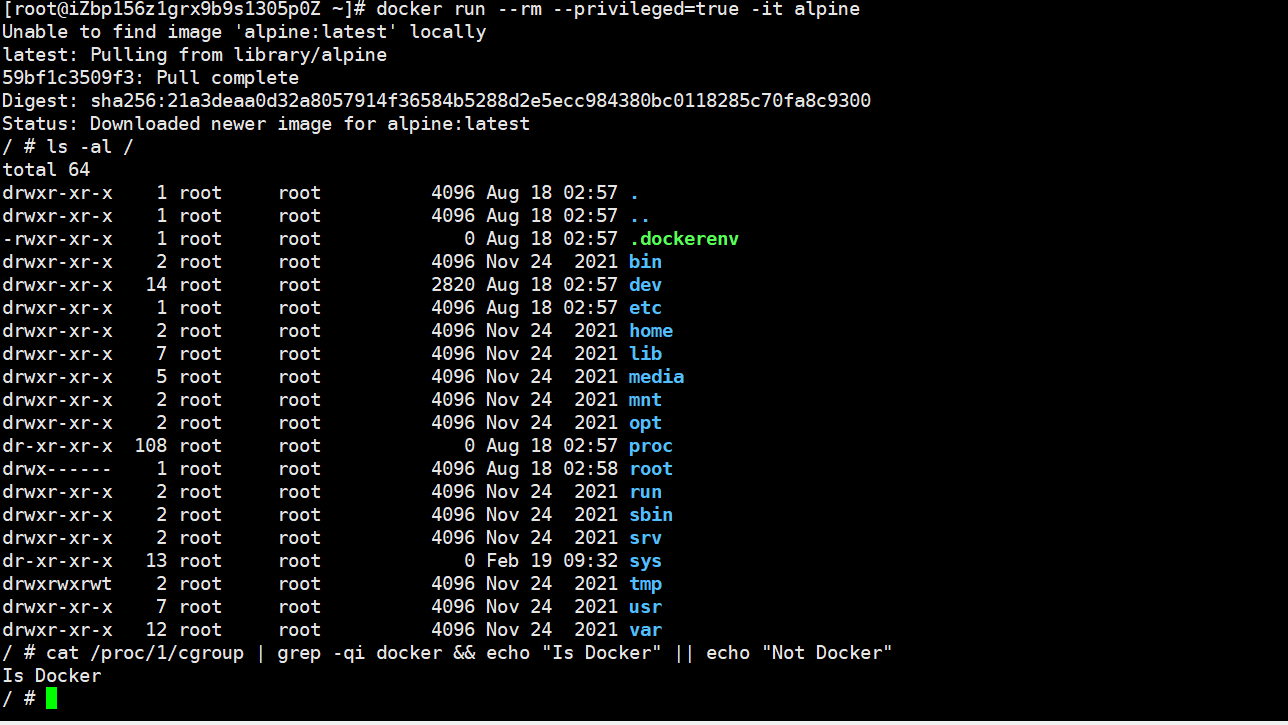 [root@iZbp156z1grx9b9s1305p0Z ~]# docker run --rm --privileged=true -it alpine
Unable to find image 'alpine:latest' locally
latest: Pulling from library/alpine
59bf1c3509f3: Pull complete
Digest: sha256:21a3deaa0d32a8057914f36584b5288d2e5ecc984380bc0118285c70fa8c9300
Status: Downloaded newer image for alpine:latest
/ # ls -al /
total 64
drwxr-xr-x    1 root     root          4096 Aug 18 02:57 .
drwxr-xr-x    1 root     root          4096 Aug 18 02:57 ..
-rwxr-xr-x    1 root     root             0 Aug 18 02:57 .dockerenv
drwxr-xr-x    2 root     root          4096 Nov 24  2021 bin
drwxr-xr-x   14 root     root          2820 Aug 18 02:57 dev
drwxr-xr-x    1 root     root          4096 Aug 18 02:57 etc
drwxr-xr-x    2 root     root          4096 Nov 24  2021 home
drwxr-xr-x    7 root     root          4096 Nov 24  2021 lib
drwxr-xr-x    5 root     root          4096 Nov 24  2021 media
drwxr-xr-x    2 root     root          4096 Nov 24  2021 mnt
drwxr-xr-x    2 root     root          4096 Nov 24  2021 opt
dr-xr-xr-x  108 root     root             0 Aug 18 02:57 proc
drwx------    1 root     root          4096 Aug 18 02:58 root
drwxr-xr-x    2 root     root          4096 Nov 24  2021 run
drwxr-xr-x    2 root     root          4096 Nov 24  2021 sbin
drwxr-xr-x    2 root     root          4096 Nov 24  2021 srv
dr-xr-xr-x   13 root     root             0 Feb 19 09:32 sys
drwxrwxrwt    2 root     root          4096 Nov 24  2021 tmp
drwxr-xr-x    7 root     root          4096 Nov 24  2021 usr
drwxr-xr-x   12 root     root          4096 Nov 24  2021 var
/ # cat /proc/1/cgroup | grep -qi docker && echo "Is Docker" || echo "Not Docker"
Is Docker
/ #